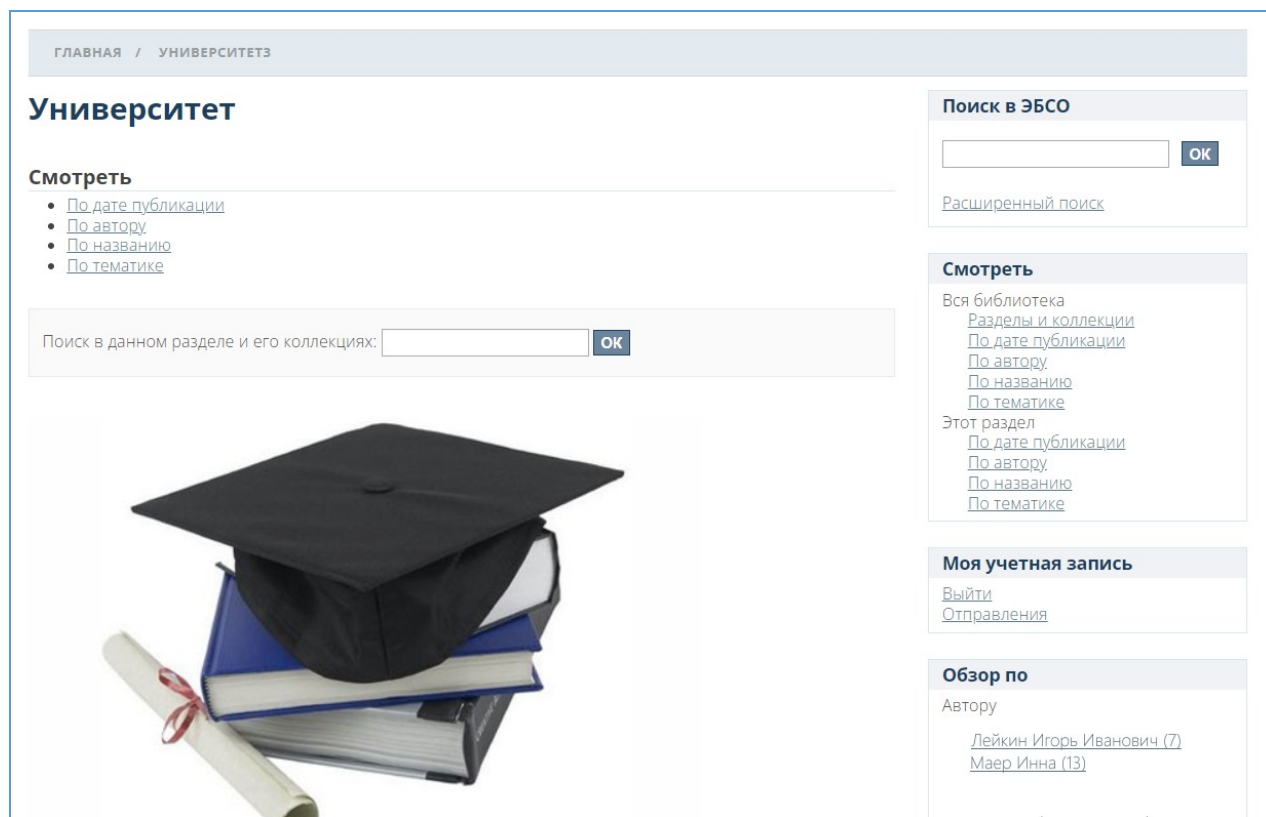 ГЛАВНАЯ / УНИВЕРСИТЕТЗ
Университет
Смотреть
По дате публикации
По автору
По названию
По тематике
Поиск в данном разделе и его коллекциях: ОК
Поиск в ЭБСО
ОК
Расширенный поиск
Смотреть
Вся библиотека
Разделы и коллекции
По дате публикации
По автору
По названию
По тематике
Этот раздел
По дате публикации
По автору
По названию
По тематике
Моя учетная запись
Выйти
Отправления
Обзор по
Автору
Лейкин Игорь Иванович (7)
Маер Инна (13)